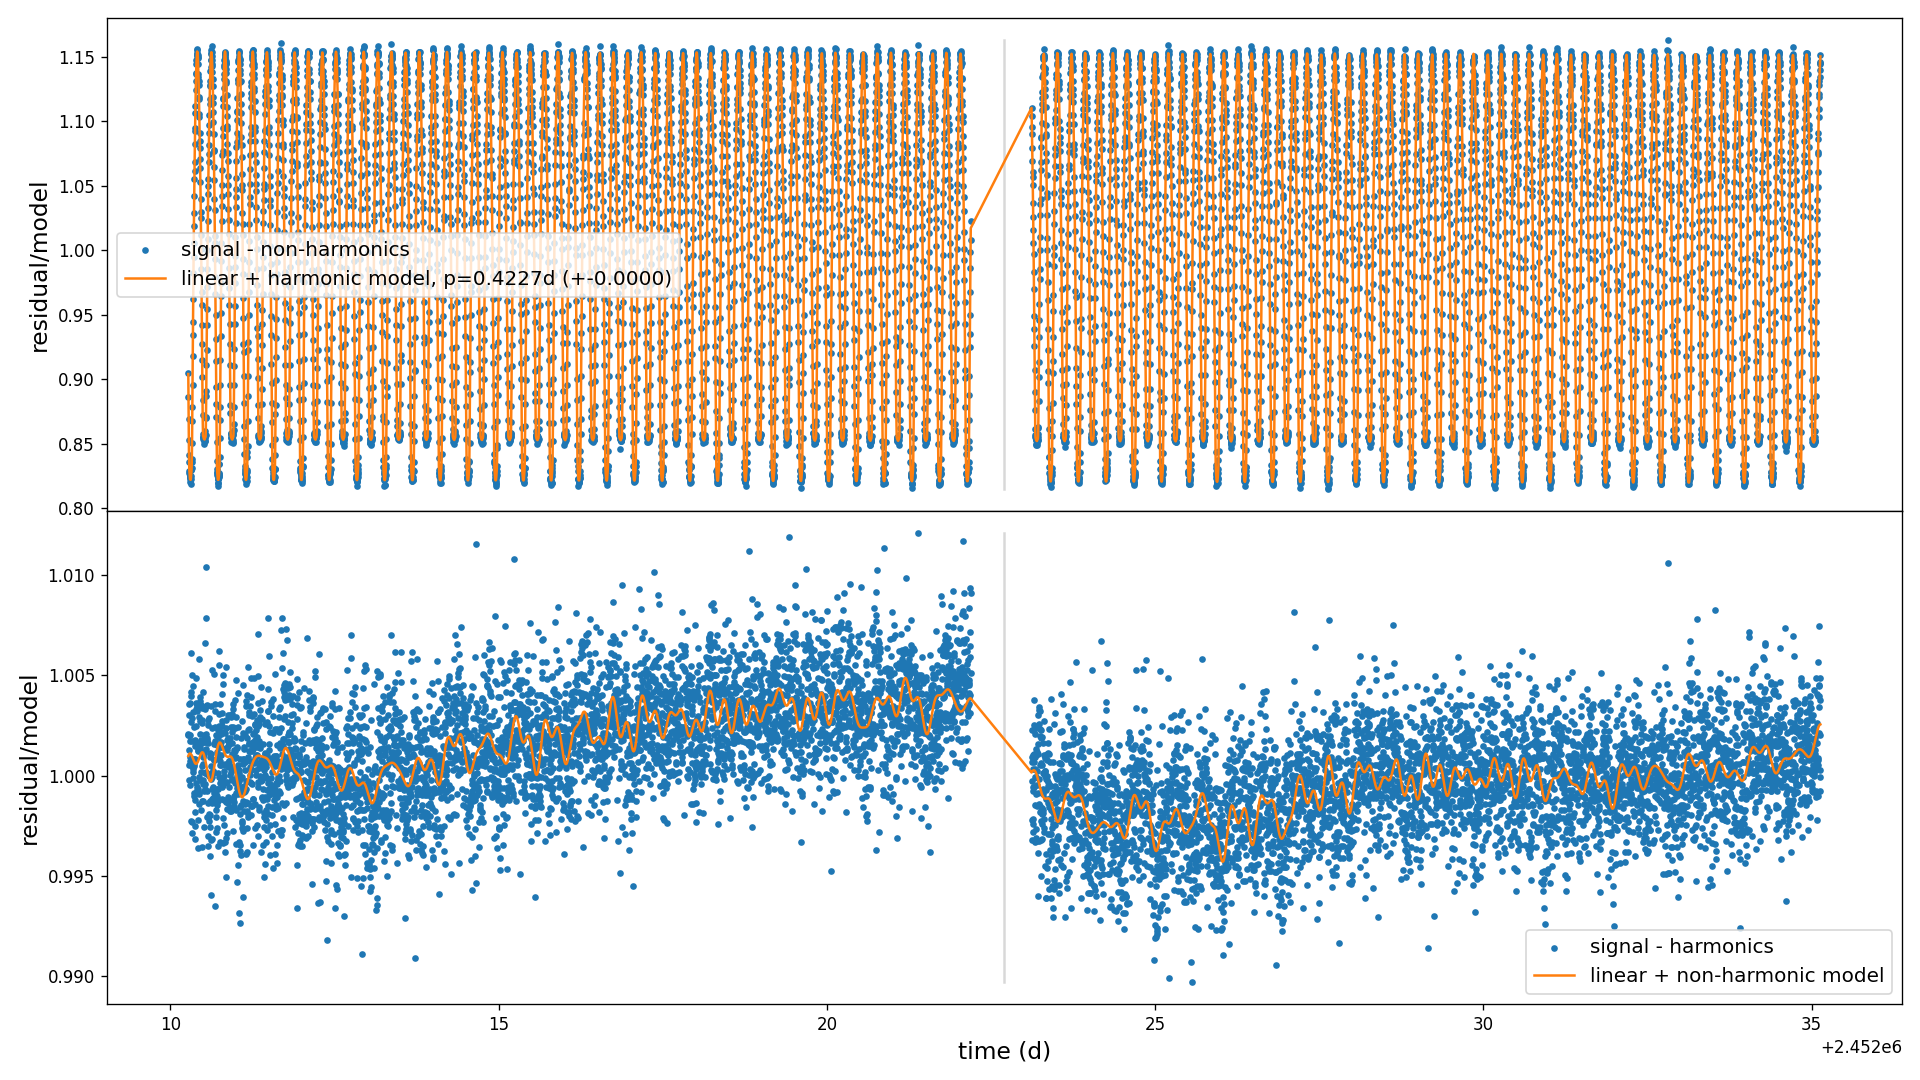 residual/model
1.15
1.10
1.05
1.00
0.95
0.90
0.85
0.80
signal - non-harmonics
linear + harmonic model, p=0.4227d (+-0.0000)
residual/model
1.010
1.005
1.000
0.995
0.990
signal - harmonics
linear + non-harmonic model
10 15 20 25 30 35
time (d)
+2.452e6